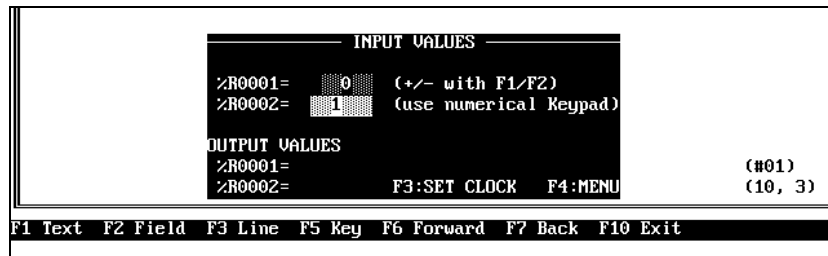 INPUT VALUES
%R0001= 0 (+/- with F1/F2)
%R0002= 1 (use numerical Keypad)
OUTPUT VALUES
%R0001= (#01)
%R0002= F3:SET CLOCK F4:MENU (10, 3)
F1 Text F2 Field F3 Line F5 Key F6 Forward F7 Back F10 Exit